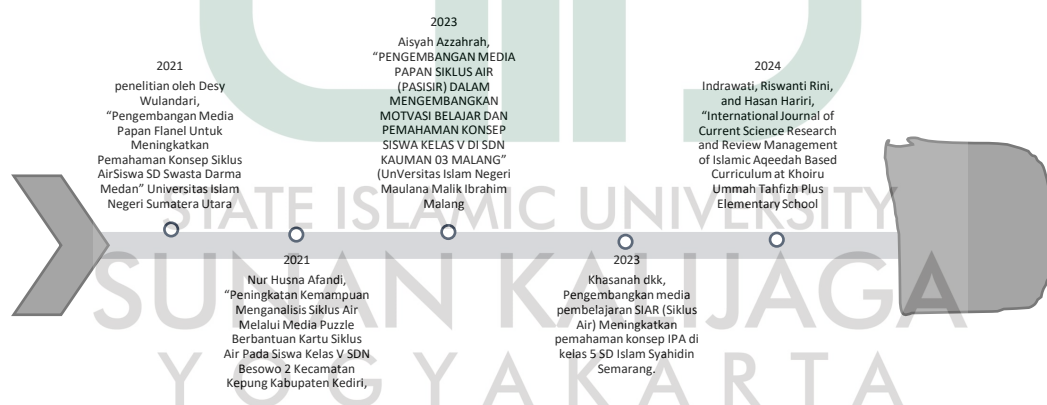 2021
penelitian oleh Desy
Wulandari,
“Pengembangan Media
Papan Flanel Untuk
Meningkatkan
Pemahaman Konsep Siklus
AirSiswa SD Swasta Darma
Medan” Universitas Islam
Negeri Sumatera Utara
2021
Nur Husna Afandi,
“Peningkatan Kemampuan
Menganalisis Siklus Air
Melalui Media Puzzle
Berbantuan Kartu Siklus
Air Pada Siswa Kelas V SDN
Besowo 2 Kecamatan
Kepung Kabupaten Kediri,
2023
Aisyah Azzahrah,
“PENGEMBANGAN MEDIA
PAPAN SIKLUS AIR
(PASISIR) DALAM
MENGEMBANGKAN
MOTVASI BELAJAR DAN
PEMAHAMAN KONSEP
SISWA KELAS V DI SDN
KAUMAN 03 MALANG”
(UnVersitas Islam Negeri
Maulana Malik Ibrahim
Malang
2023
Khasanah dkk,
Pengembangkan media
pembelajaran SIAR (Siklus
Air) Meningkatkan
pemahaman konsep IPA di
kelas 5 SD Islam Syahidin
Semarang.
2024
Indrawati, Riswanti Rini,
and Hasan Hariri,
“International Journal of
Current Science Research
and Review Management
of Islamic Aqeedah Based
Curriculum at Khoiru
Ummah Tahfizh Plus
Elementary School
STATE ISLAMIC UNIVERSITY
SUNAN KALIJAGA
YOGYAKARTA